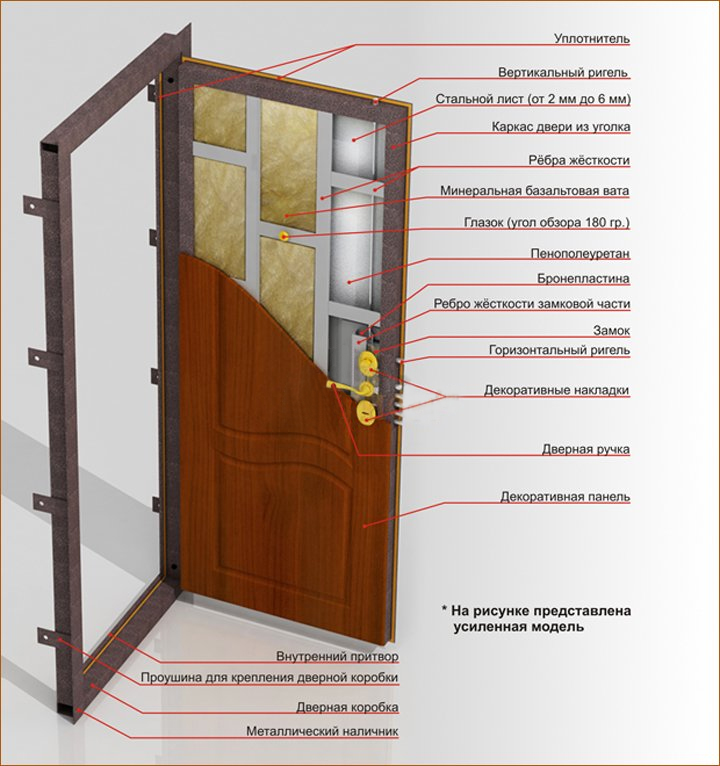 Уплотнитель
Вертикальный ригель
Стальной лист (от 2 мм до 6 мм)
Каркас двери из уголка
Рёбра жёсткости
Минеральная базальтовая вата
Глазок (угол обзора 180 гр.)
Пенополеуретан
Бронепластина
Ребро жёсткости замковой части
Замок
Горизонтальный ригель
Декоративные накладки
Дверная ручка
Декоративная панель
* На рисунке представлена
усиленная модель
Внутренний притвор
Проушина для крепления дверной коробки
Дверная коробка
Металлический наличник